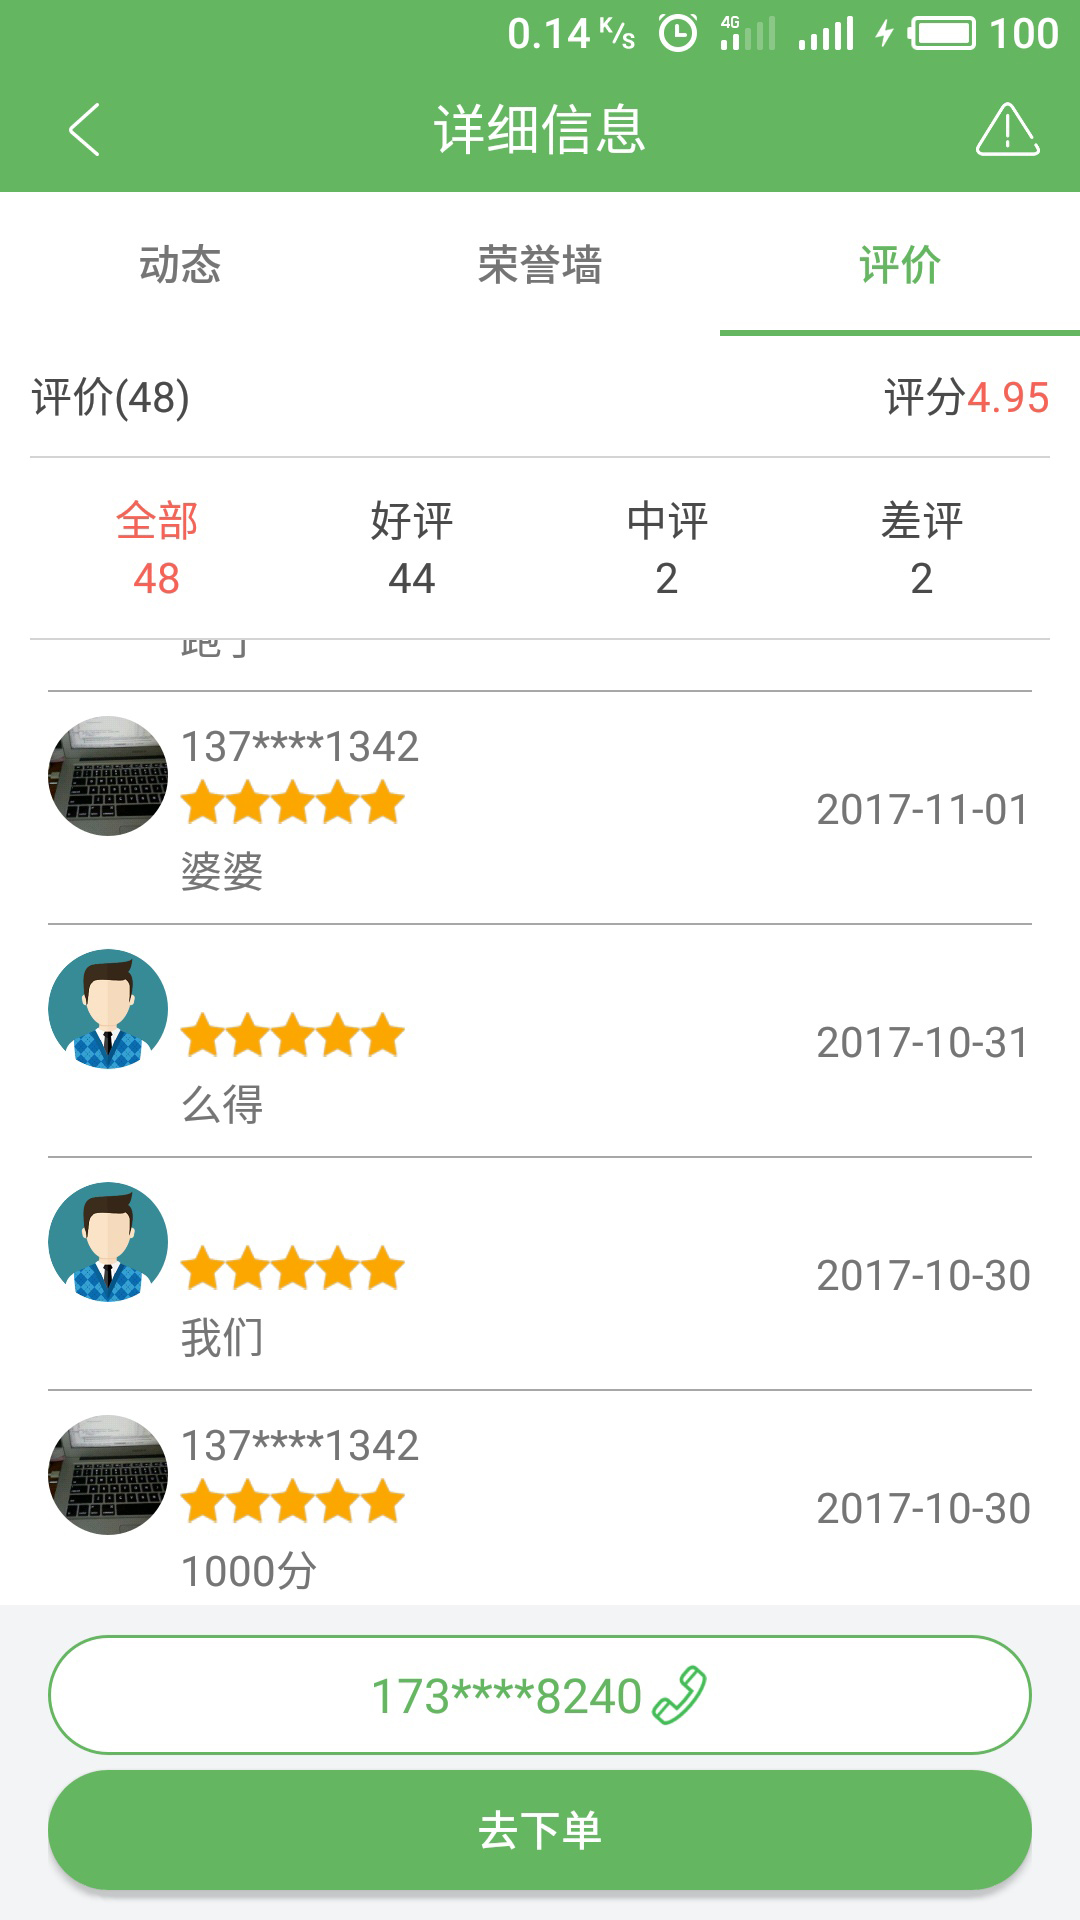 0.14 K/s 4G 100
详细信息
动态 荣誉墙 评价
评价(48) 评分4.95
全部 好评 中评 差评
48 44 2 2
跑了
137****1342
2017-11-01
婆婆
2017-10-31
么得
2017-10-30
我们
137****1342
2017-10-30
1000分
173****8240
去下单